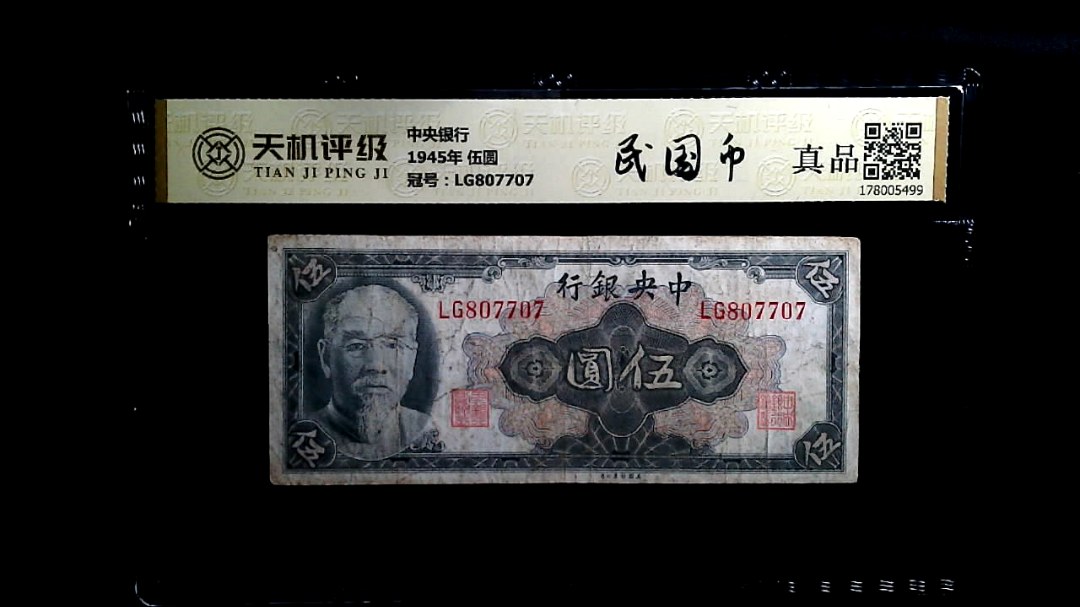 天机评级
TIAN JI PING JI
中央银行
1945年 伍圆
冠号：LG807707
民国币
真品
178005499
伍
伍
行銀央中
LG807707
LG807707
圓伍
伍
伍